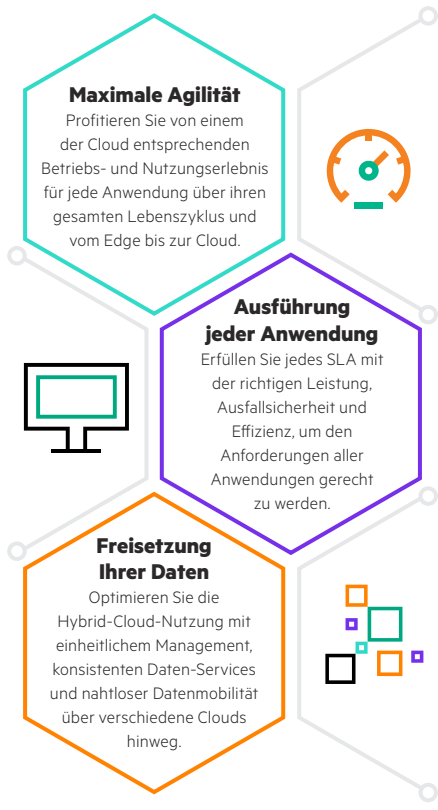 Maximale Agilität
Profitieren Sie von einem
der Cloud entsprechenden
Betriebs- und Nutzungserlebnis
für jede Anwendung über ihren
gesamten Lebenszyklus und
vom Edge bis zur Cloud.
Ausführung
jeder Anwendung
Erfüllen Sie jedes SLA mit
der richtigen Leistung,
Ausfallsicherheit und
Effizienz, um den
Anforderungen aller
Anwendungen gerecht
zu werden.
Freisetzung
Ihrer Daten
Optimieren Sie die
Hybrid-Cloud-Nutzung mit
einheitlichem Management,
konsistenten Daten-Services
und nahtloser Datenmobilität
über verschiedene Clouds
hinweg.